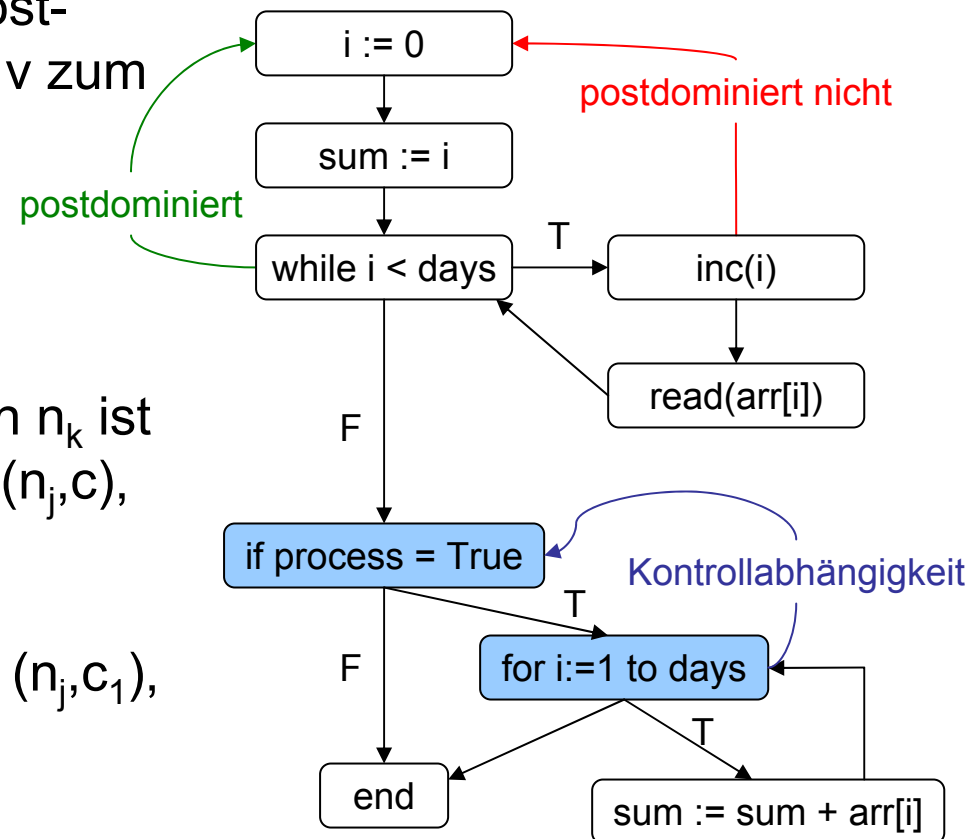 ost-
v zum
i := 0
postdominiert nicht
sum := i
postdominiert
while i < days
T
inc(i)
read(arr[i])
F
n n_k ist
(n_j,c),
if process = True
Kontrollabhängigkeit
T
(n_j,c_1),
F
for i:=1 to days
T
end
sum := sum + arr[i]